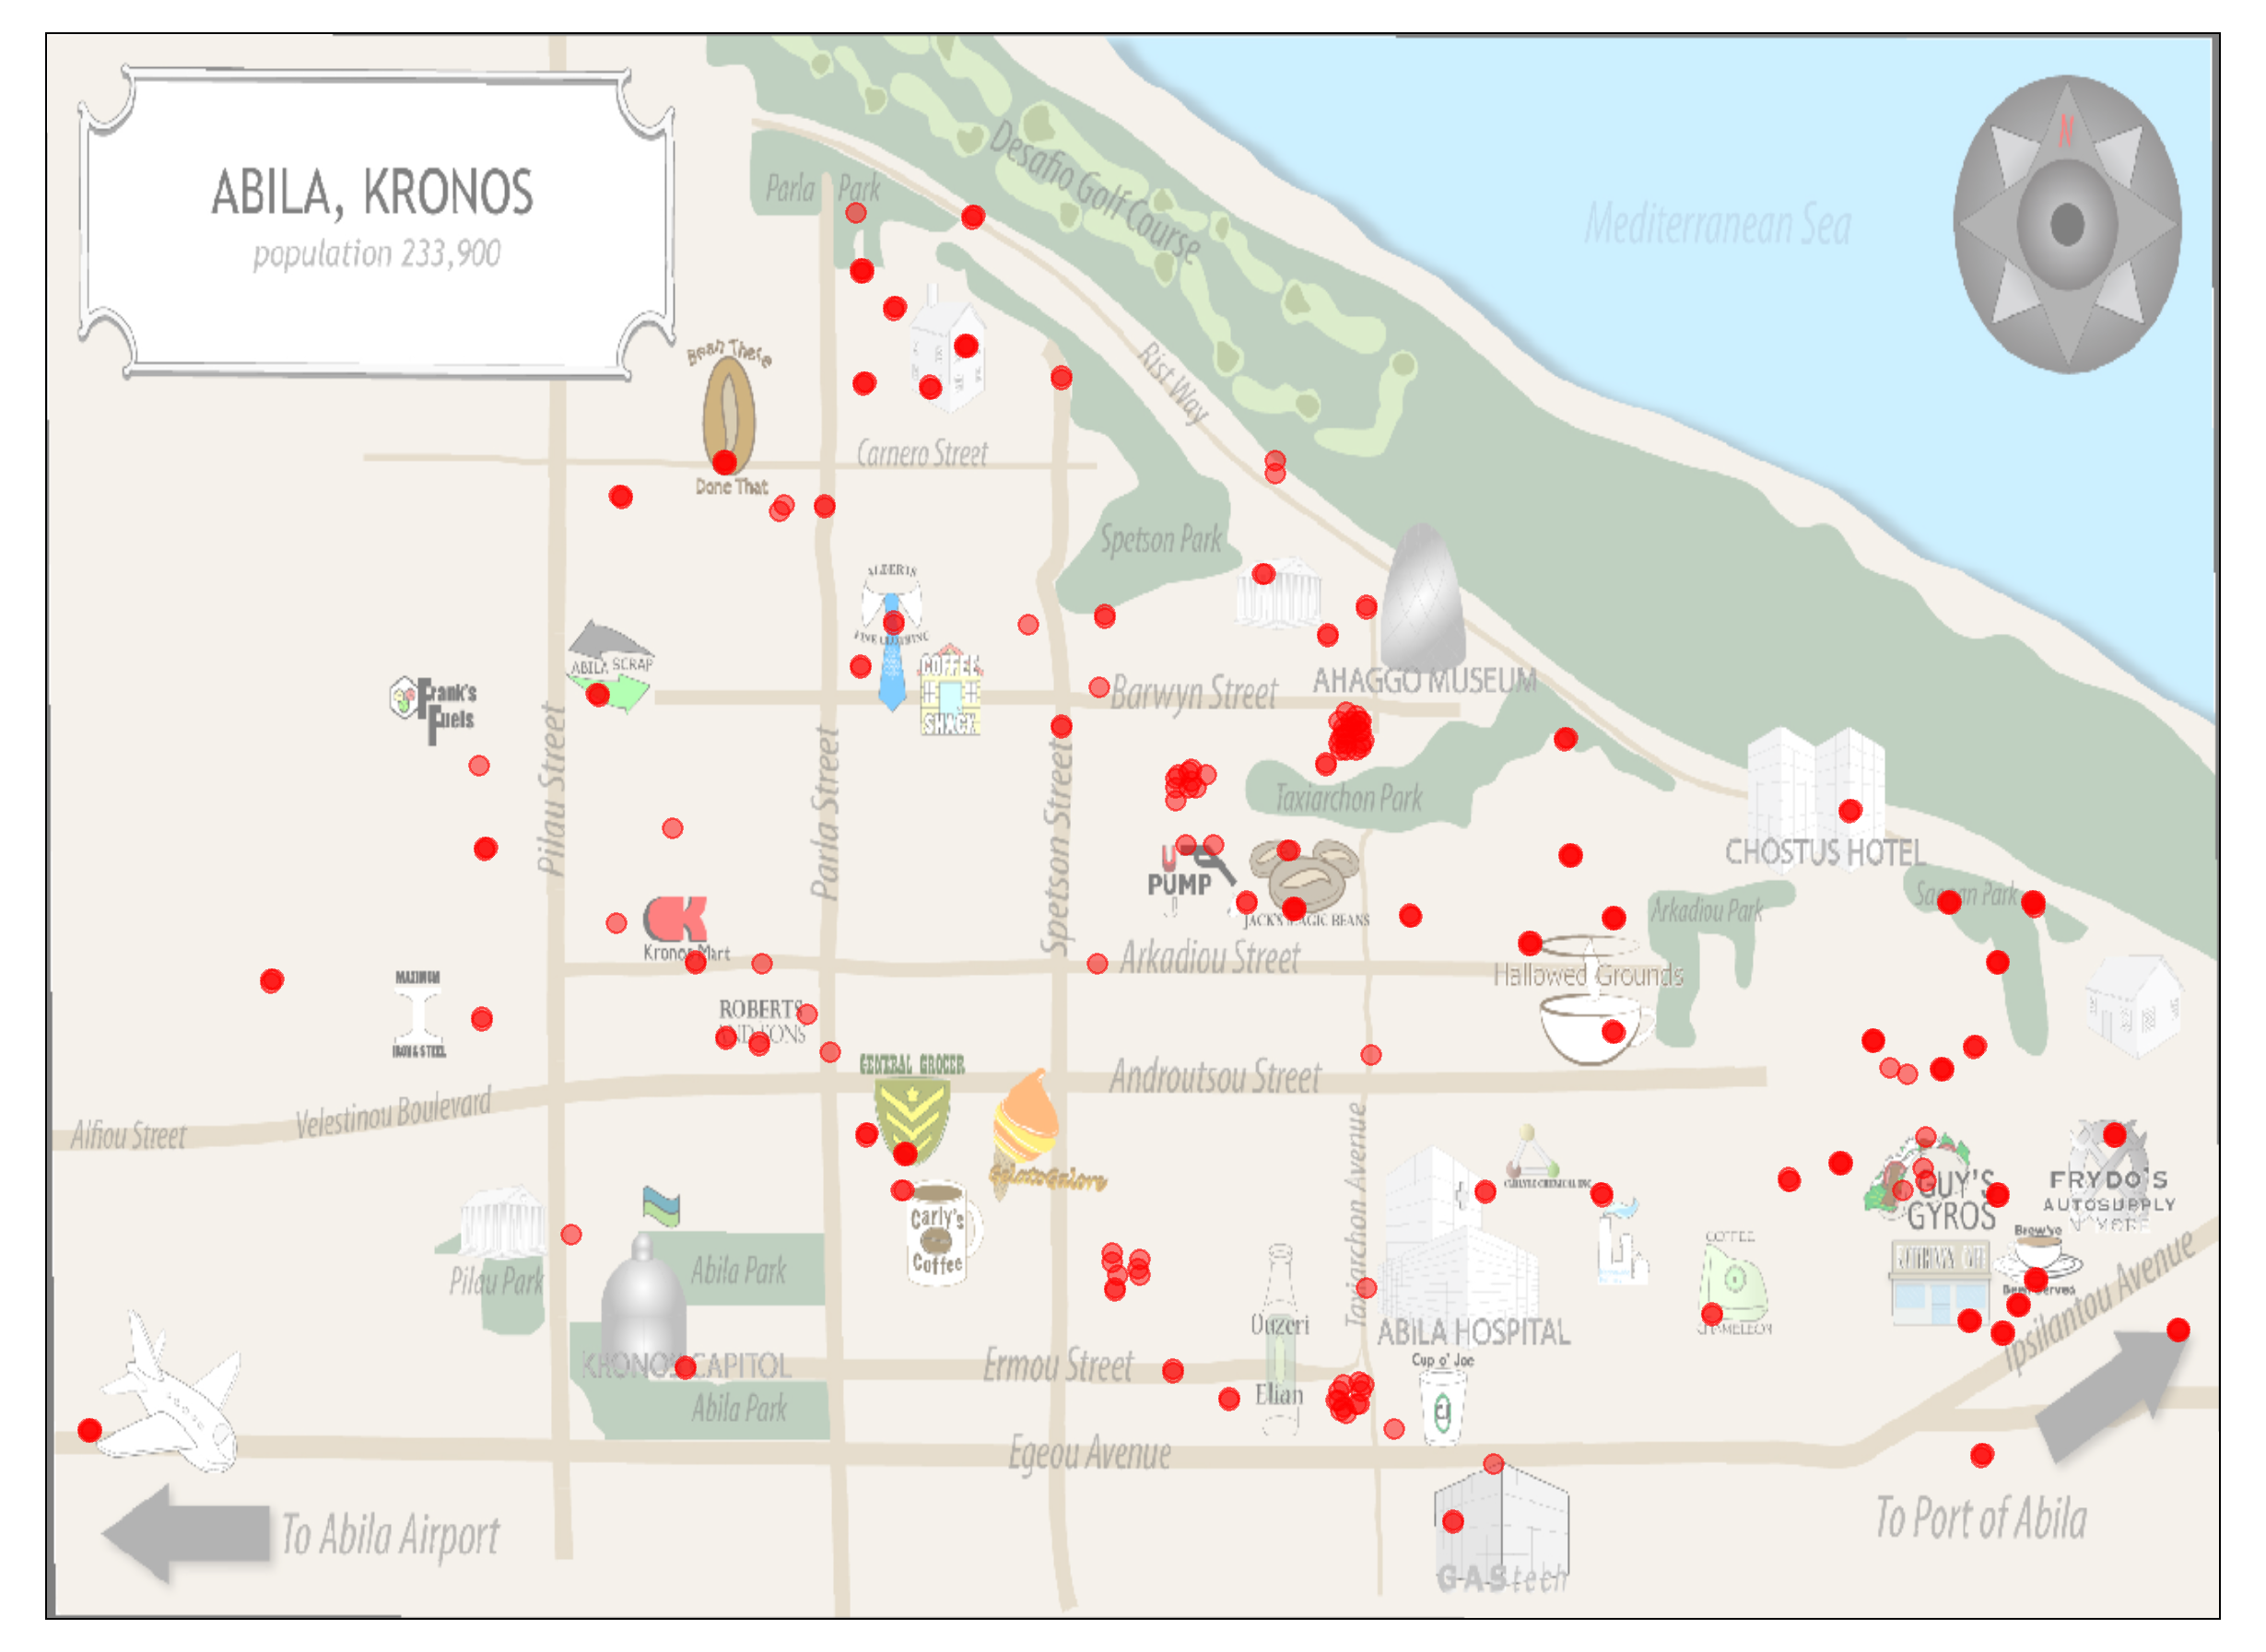 ABILA, KRONOS
population 233,900
N
Mediterranean Sea
Desafio Golf Course
Parla Park
Rist Way
Bean There
Done That
Carnero Street
Spetson Park
ALBERTS
FINE CLOTHING
ABILA SCRAP
COFFEE
SHACK
Frank's
Fuels
Barwyn Street
AHAGGO MUSEUM
Pilau Street
Parla Street
Spetson Street
Taxiarchon Park
CHOSTUS HOTEL
U
PUMP
JACK'S MAGIC BEANS
Arkadiou Park
Park
Kronos Mart
Arkadiou Street
Hallowed Grounds
MAXIMUM
IRON & STEEL
ROBERTS
AND SONS
GENERAL GROCER
Androutsou Street
Velestinou Boulevard
Alfiou Street
Taxiarchon Avenue
GelatoGalore
CARLYLE CHEMICAL INC.
GUY'S
GYROS
FRYDO'S
AUTOSUPPLY
N' MORE
Carly's
Coffee
Pilau Park
Abila Park
COFFEE
CHAMELEON
Brew've
Been Served
Ipsilantou Avenue
Ouzeri
Elian
ABILA HOSPITAL
KRONOS CAPITOL
Ermou Street
Cup o' Joe
CJ
Abila Park
Egeou Avenue
To Abila Airport
GAStech
To Port of Abila